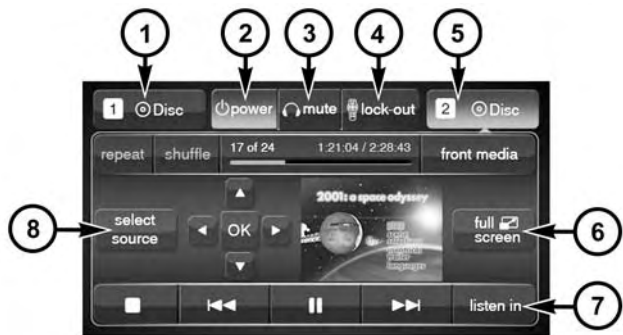 1 2 3 4 5
1 Disc power mute lock-out 2 Disc
repeat shuffle 17 of 24 1:21:04 / 2:28:43 front media
2001: a space odyssey
select source
OK
full screen
languages
listen in
8
6
7